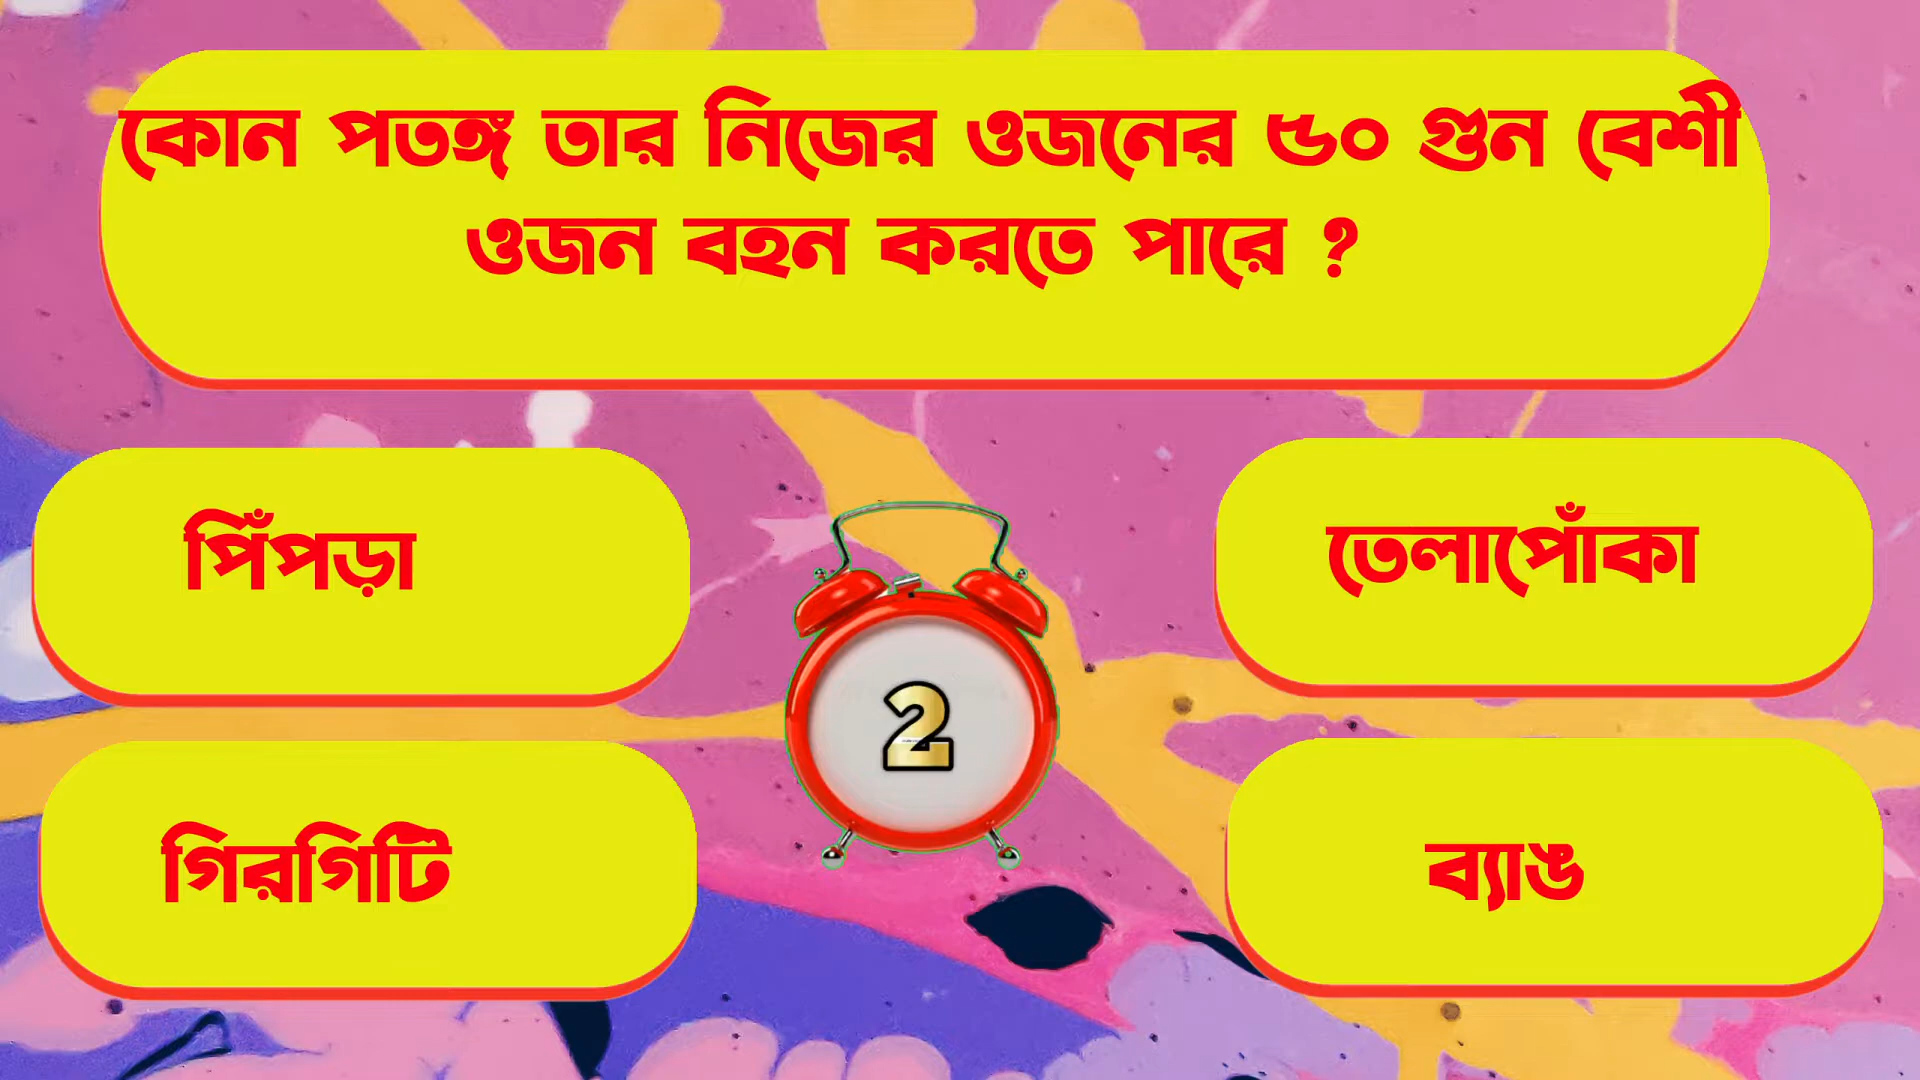 কোন পতঙ্গ তার নিজের ওজনের ৫০ গুন বেশী
ওজন বহন করতে পারে ?
পিঁপড়া
তেলাপোঁকা
2
গিরগিটি
ব্যাঙ